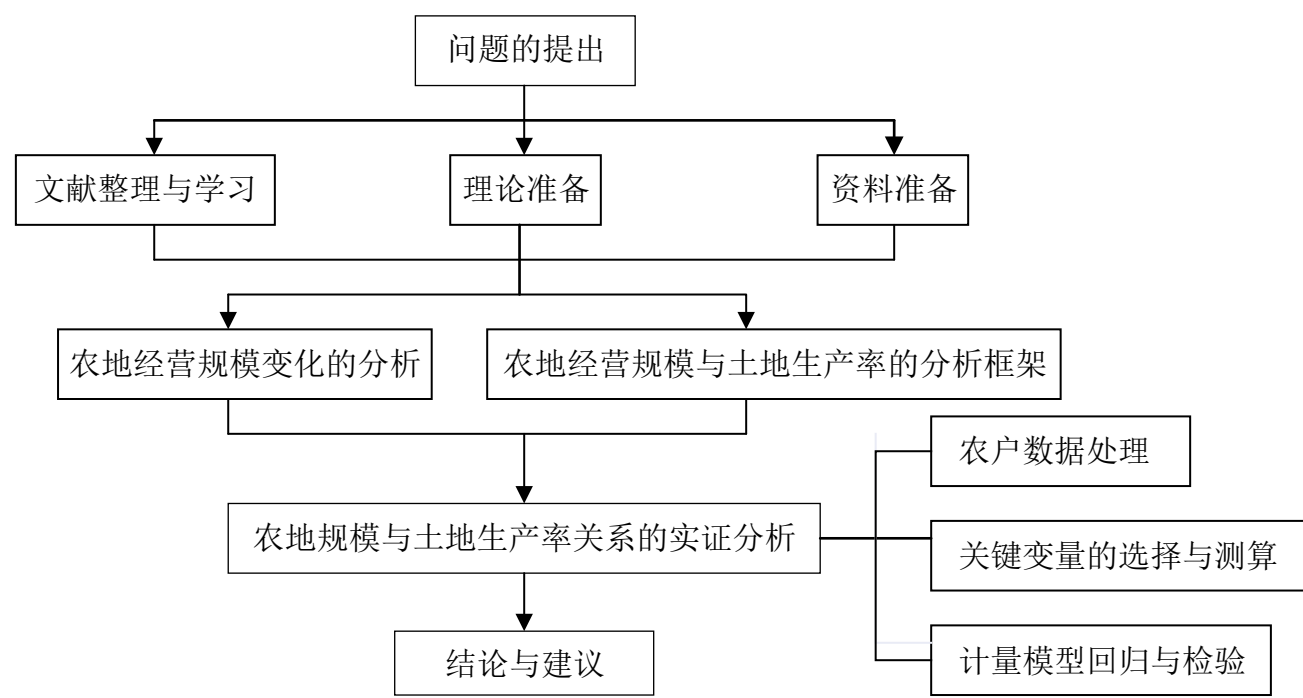 问题的提出
文献整理与学习
理论准备
资料准备
农地经营规模变化的分析
农地经营规模与土地生产率的分析框架
农户数据处理
农地规模与土地生产率关系的实证分析
关键变量的选择与测算
结论与建议
计量模型回归与检验